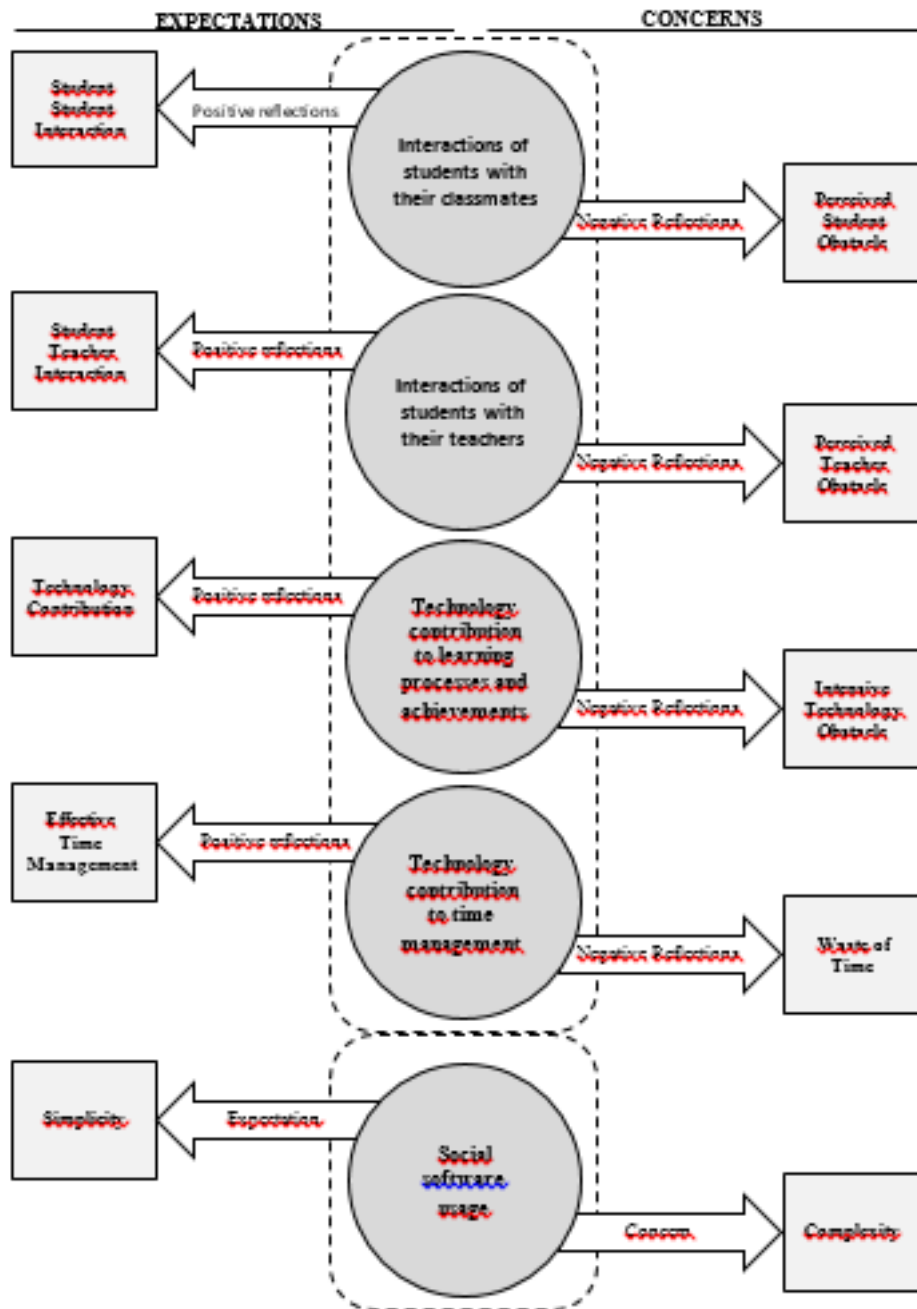 EXPECTATIONS
CONCERNS
Student
Student
Interaction
Positive reflections
Interactions of
students with
their classmates
Negative Reflections
Perceived
Student
Obstacle
Student
Teacher
Interaction
Positive reflections
Interactions of
students with
their teachers
Negative Reflections
Perceived
Teacher
Obstacle
Technology
Contribution
Positive reflections
Technology
contribution
to learning
processes and
achievements
Negative Reflections
Intensive
Technology
Obstacle
Effective
Time
Management
Positive reflections
Technology
contribution
to time
management
Negative Reflections
Waste of
Time
Simplicity
Expectation
Social
software
usage
Concern
Complexity